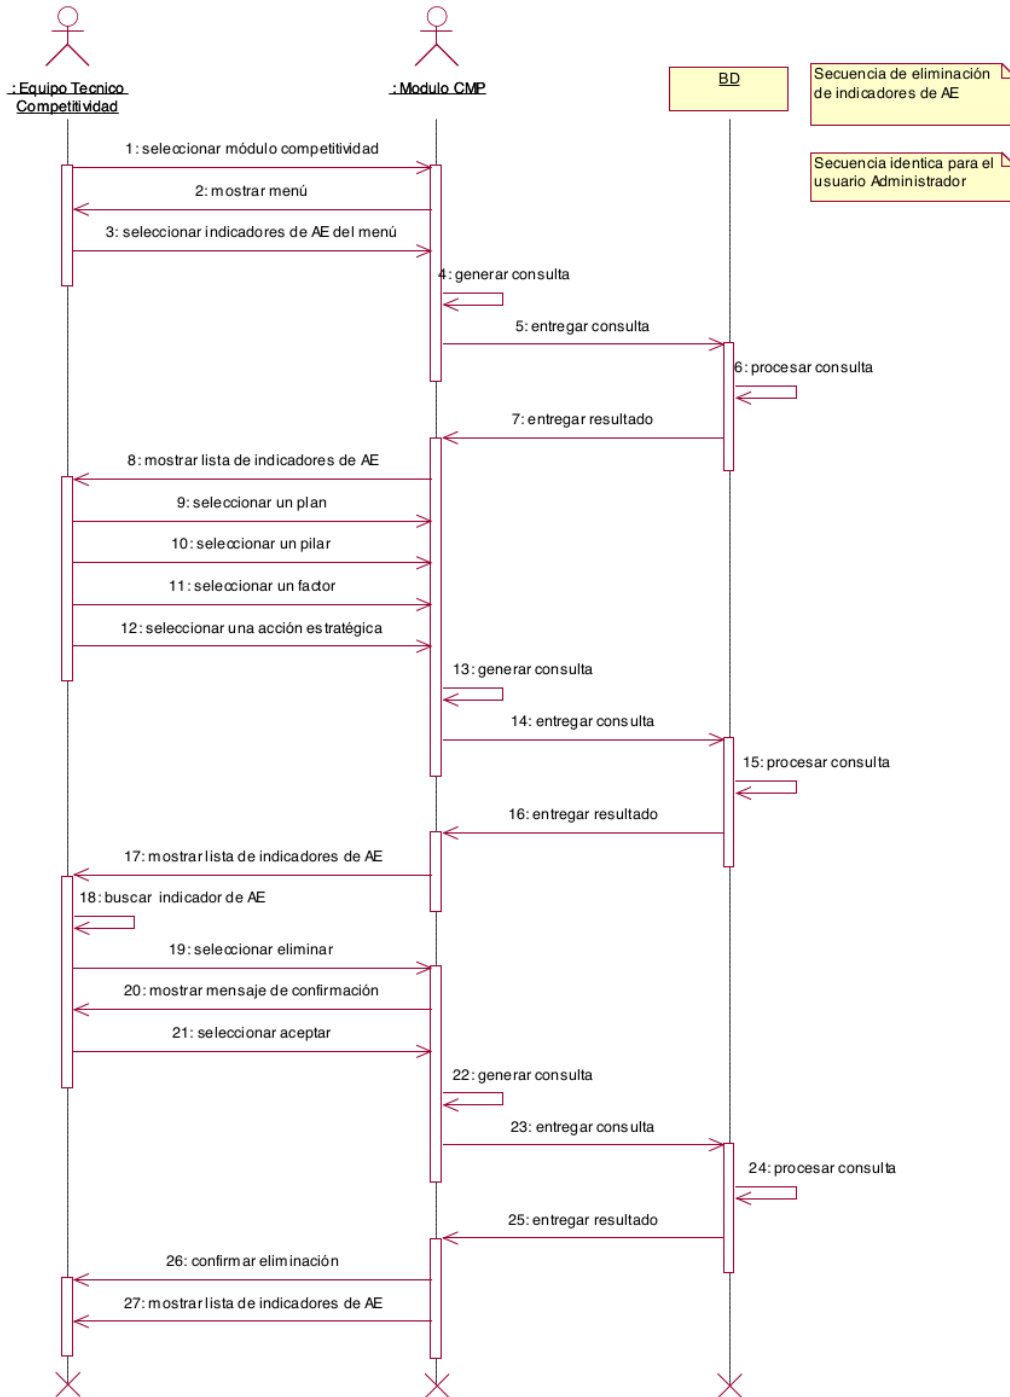 : Equipo Tecnico
Competitividad
: Modulo CMP
BD
Secuencia de eliminación
de indicadores de AE
Secuencia identica para el
usuario Administrador
1: seleccionar módulo competitividad
2: mostrar menú
3: seleccionar indicadores de AE del menú
4: generar consulta
5: entregar consulta
6: procesar consulta
7: entregar resultado
8: mostrar lista de indicadores de AE
9: seleccionar un plan
10: seleccionar un pilar
11: seleccionar un factor
12: seleccionar una acción estratégica
13: generar consulta
14: entregar consulta
15: procesar consulta
16: entregar resultado
17: mostrar lista de indicadores de AE
18: buscar indicador de AE
19: seleccionar eliminar
20: mostrar mensaje de confirmación
21: seleccionar aceptar
22: generar consulta
23: entregar consulta
24: procesar consulta
25: entregar resultado
26: confirmar eliminación
27: mostrar lista de indicadores de AE